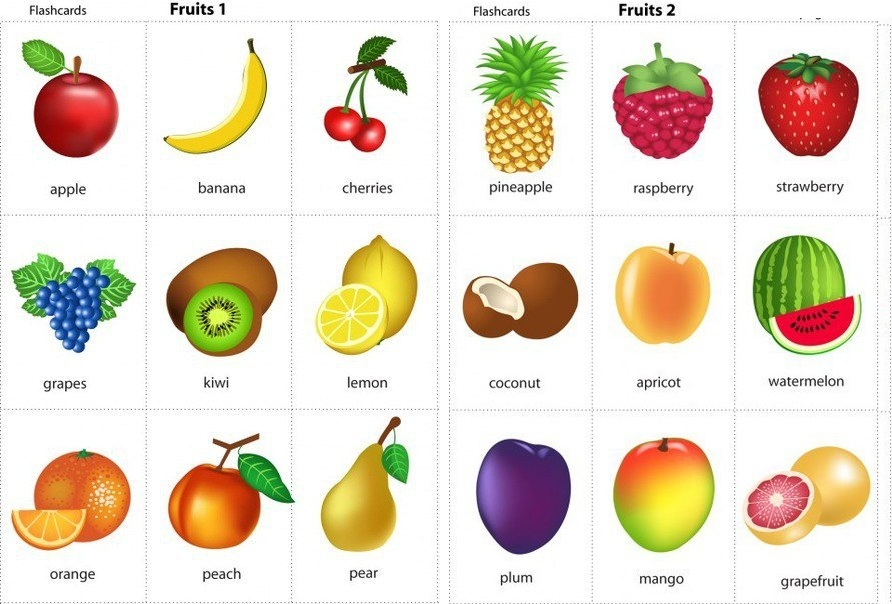 Flashcards
Fruits 1
apple
banana
cherries
grapes
kiwi
lemon
orange
peach
pear
Flashcards
Fruits 2
pineapple
raspberry
strawberry
coconut
apricot
watermelon
plum
mango
grapefruit